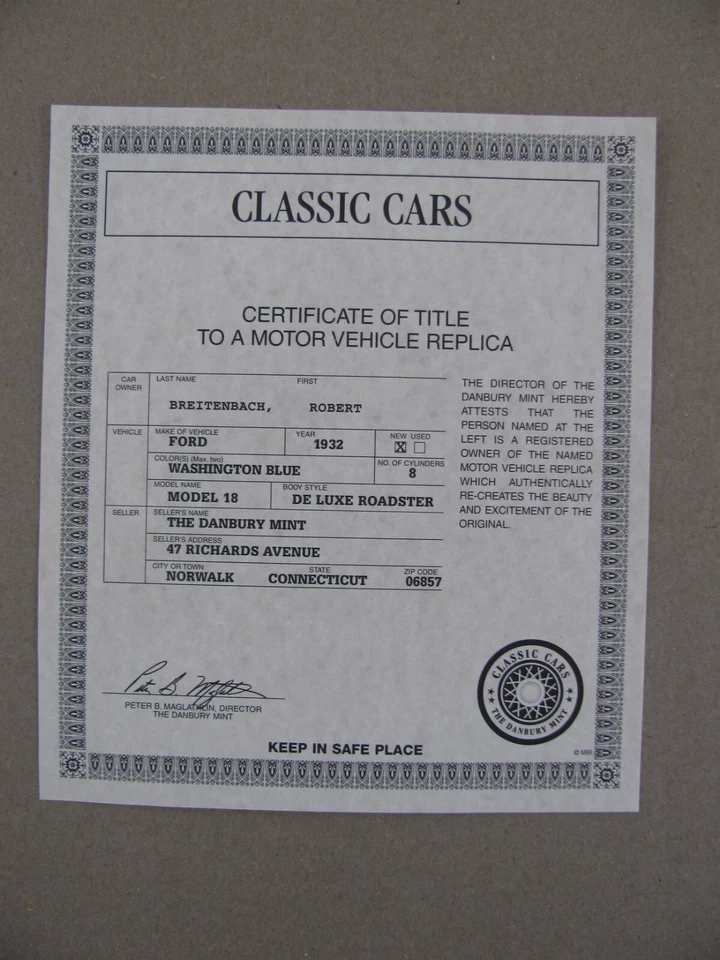 CLASSIC CARS
CERTIFICATE OF TITLE
TO A MOTOR VEHICLE REPLICA
CAR OWNER
LAST NAME FIRST
BREITENBACH, ROBERT
VEHICLE
MAKE OF VEHICLE YEAR NEW USED
FORD 1932 X
COLOR(S) (Max. two) NO. OF CYLINDERS
WASHINGTON BLUE 8
MODEL NAME BODY STYLE
MODEL 18 DE LUXE ROADSTER
SELLER
SELLER'S NAME
THE DANBURY MINT
SELLER'S ADDRESS
47 RICHARDS AVENUE
CITY OR TOWN STATE ZIP CODE
NORWALK CONNECTICUT 06857
THE DIRECTOR OF THE
DANBURY MINT HEREBY
ATTESTS THAT THE
PERSON NAMED AT THE
LEFT IS A REGISTERED
OWNER OF THE NAMED
MOTOR VEHICLE REPLICA
WHICH AUTHENTICALLY
RE-CREATES THE BEAUTY
AND EXCITEMENT OF THE
ORIGINAL.
PETER B. MAGLATHLIN, DIRECTOR
THE DANBURY MINT
CLASSIC CARS
THE DANBURY MINT
KEEP IN SAFE PLACE
© MBI